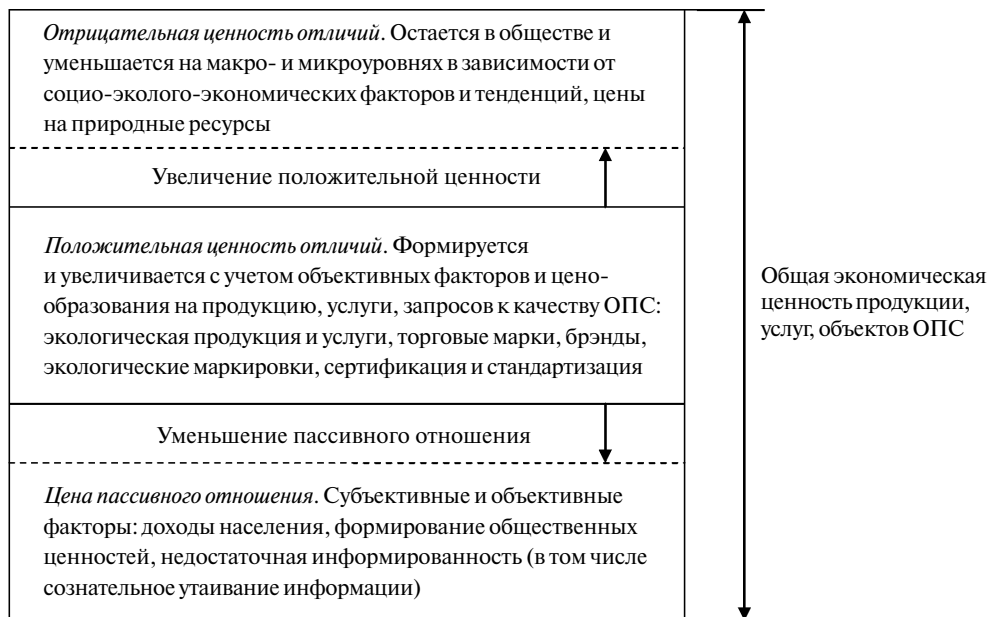 Отрицательная ценность отличий. Остается в обществе и
уменьшается на макро- и микроуровнях в зависимости от
социо-эколого-экономических факторов и тенденций, цены
на природные ресурсы
Увеличение положительной ценности
Положительная ценность отличий. Формируется
и увеличивается с учетом объективных факторов и цено-
образования на продукцию, услуги, запросов к качеству ОПС:
экологическая продукция и услуги, торговые марки, брэнды,
экологические маркировки, сертификация и стандартизация
Уменьшение пассивного отношения
Цена пассивного отношения. Субъективные и объективные
факторы: доходы населения, формирование общественных
ценностей, недостаточная информированность (в том числе
сознательное утаивание информации)
Общая экономическая
ценность продукции,
услуг, объектов ОПС